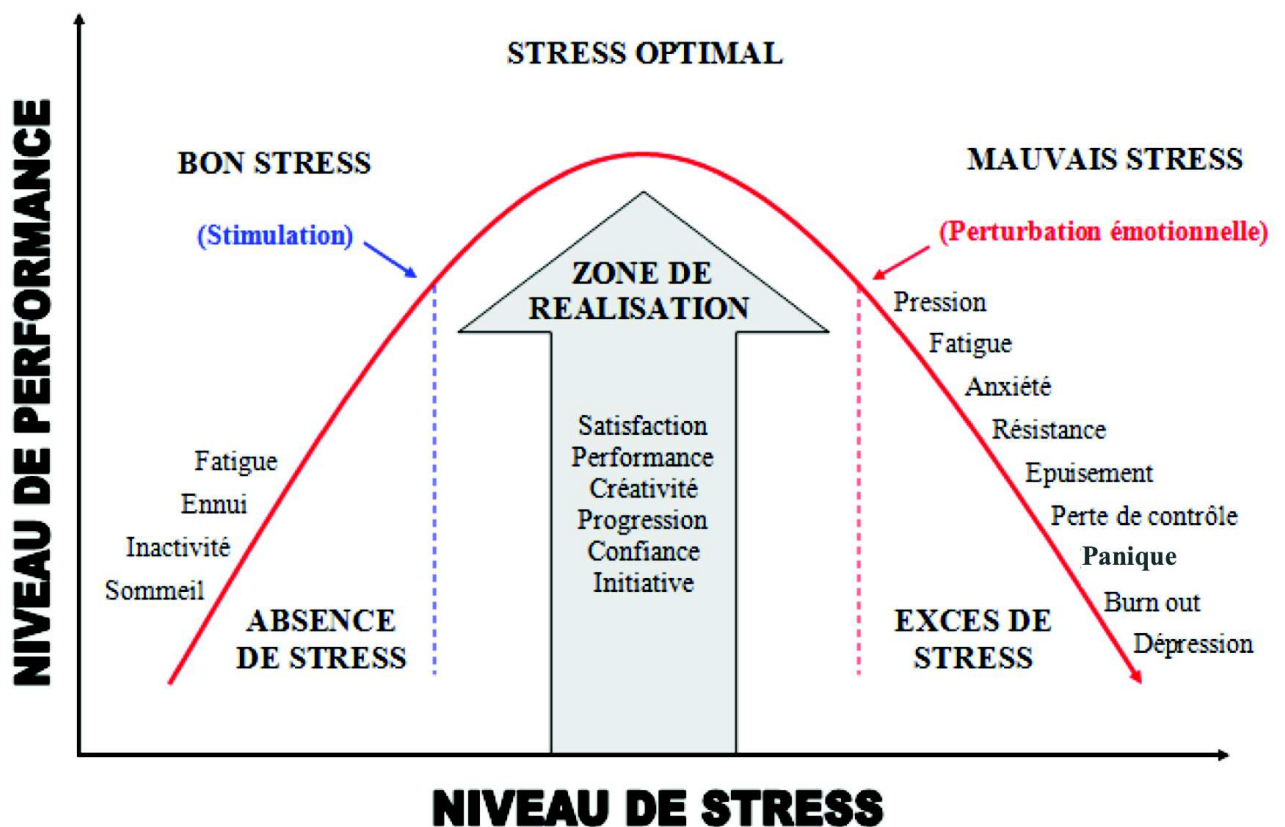 STRESS OPTIMAL
BON STRESS
(Stimulation)
MAUVAIS STRESS
(Perturbation émotionnelle)
ZONE DE
REALISATION
Satisfaction
Performance
Créativité
Progression
Confiance
Initiative
Fatigue
Ennui
Inactivité
Sommeil
ABSENCE
DE STRESS
Pression
Fatigue
Anxiété
Résistance
Epuisement
Perte de contrôle
Panique
Burn out
Dépression
EXCES DE
STRESS
NIVEAU DE PERFORMANCE
NIVEAU DE STRESS